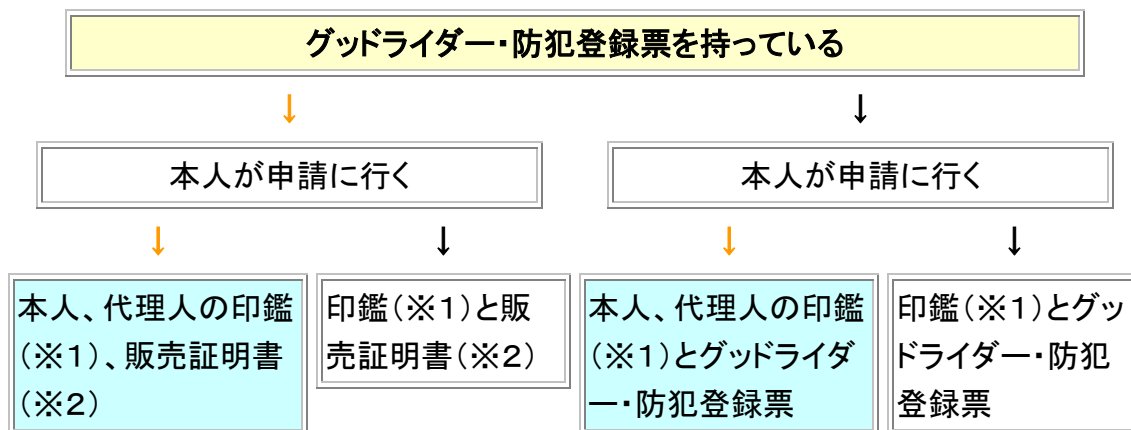 グッドライダー・防犯登録票を持っている
↓
↓
本人が申請に行く
本人が申請に行く
↓
↓
↓
↓
本人、代理人の印鑑
(※1)、販売証明書
(※2)
印鑑(※1)と販
売証明書(※2)
本人、代理人の印鑑
(※1)とグッドライダ
ー・防犯登録票
印鑑(※1)とグッ
ドライダー・防犯
登録票